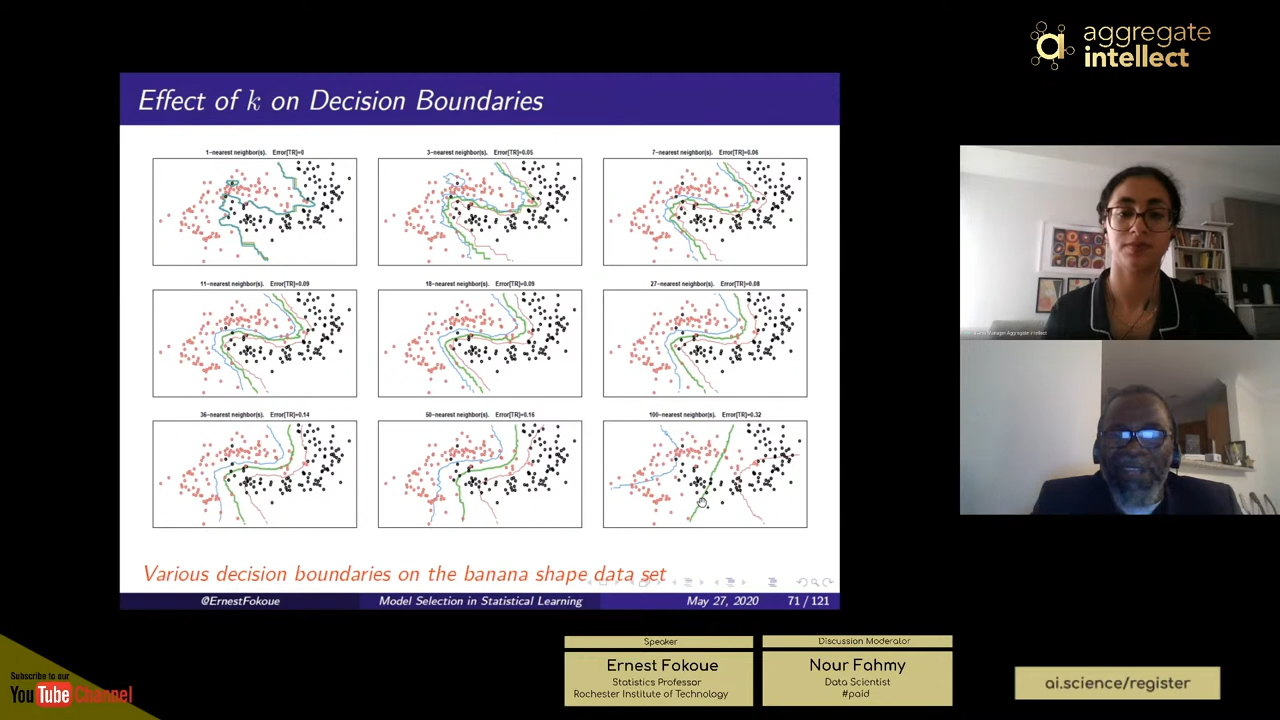 aggregate
intellect
Effect of k on Decision Boundaries
1-nearest neighbor(s). Error[TR]=0
3-nearest neighbor(s). Error[TR]=0.05
7-nearest neighbor(s). Error[TR]=0.06
11-nearest neighbor(s). Error[TR]=0.09
18-nearest neighbor(s). Error[TR]=0.09
27-nearest neighbor(s). Error[TR]=0.08
36-nearest neighbor(s). Error[TR]=0.14
50-nearest neighbor(s). Error[TR]=0.16
100-nearest neighbor(s). Error[TR]=0.32
Various decision boundaries on the banana shape data set
@ErnestFokoue
Model Selection in Statistical Learning
May 27, 2020
71 / 121
Manager Aggregate Intellect
Speaker
Ernest Fokoue
Statistics Professor
Rochester Institute of Technology
Discussion Moderator
Nour Fahmy
Data Scientist
#paid
ai.science/register
Subscribe to our
YouTube Channel